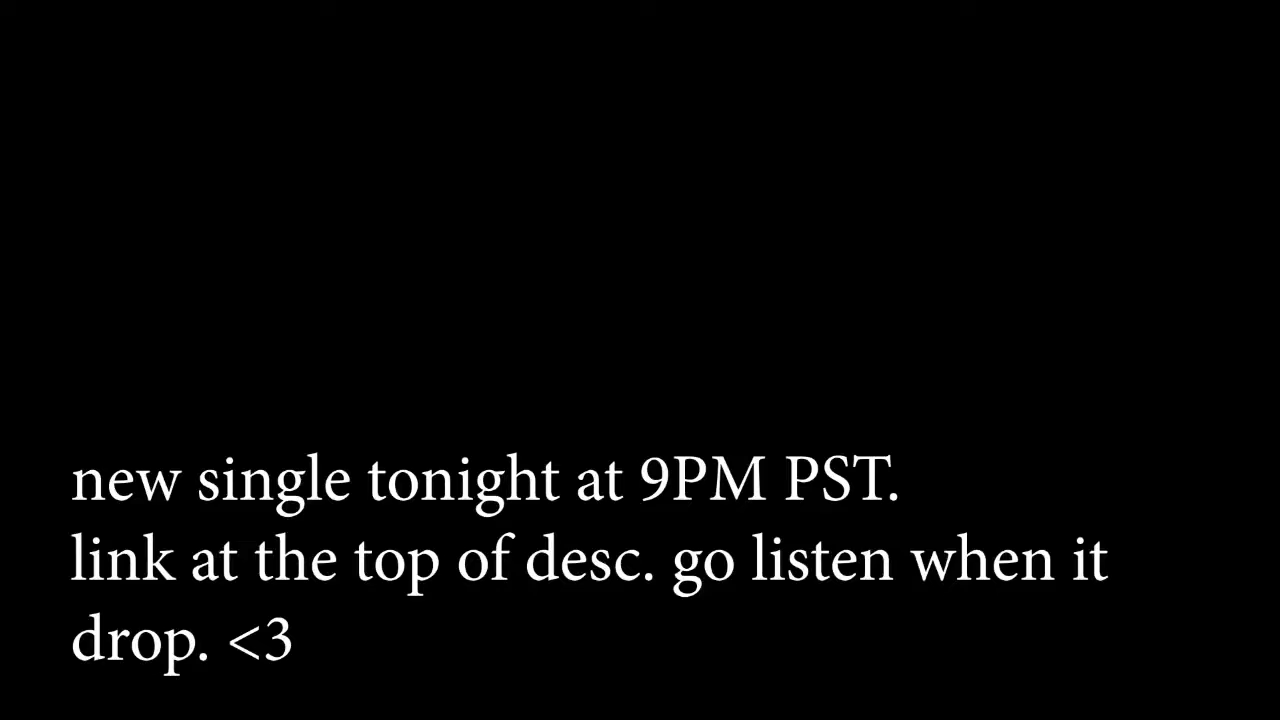 new single tonight at 9PM PST.
link at the top of desc. go listen when it
drop. <3